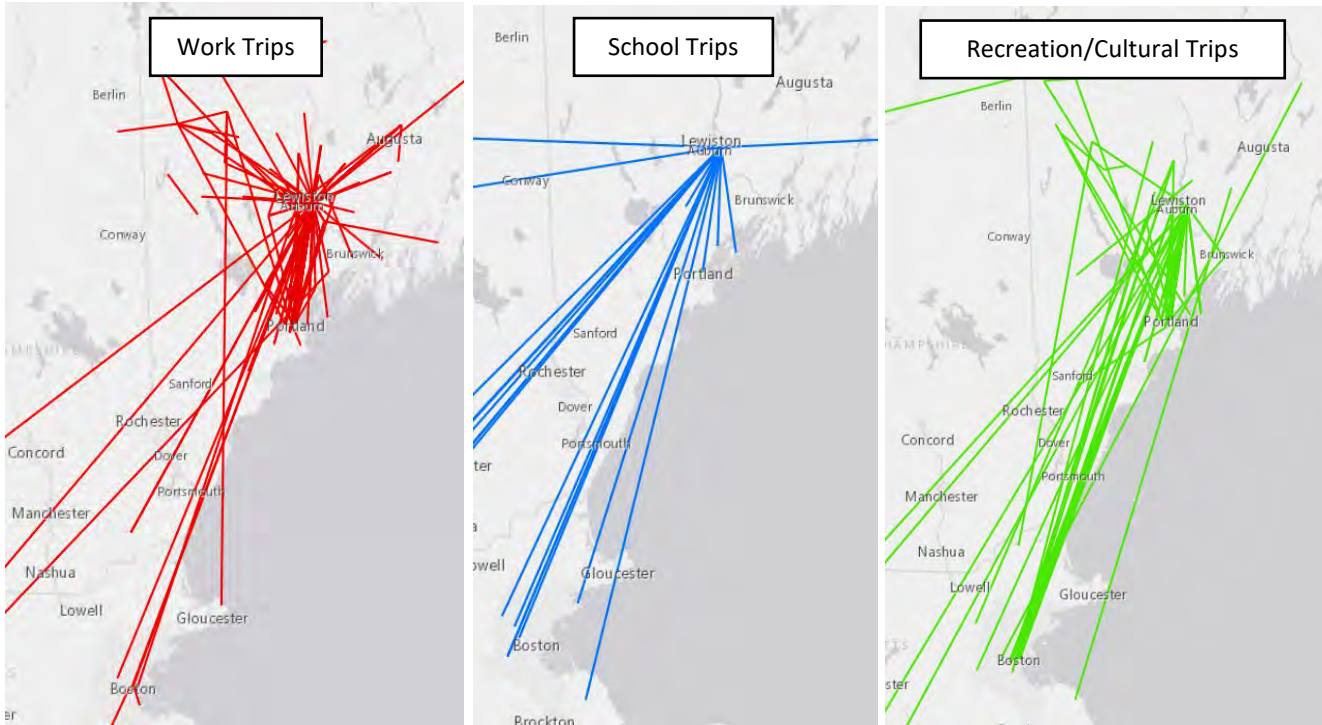 Work Trips
Berlin
Augusta
Lewiston
Auburn
Conway
Brunswick
Portland
Sanford
Rochester
Concord
Dover
Portsmouth
Manchester
Nashua
Lowell
Gloucester
Boston
School Trips
Berlin
Augusta
Lewiston
Auburn
Conway
Brunswick
Portland
Sanford
Rochester
Dover
Portsmouth
Gloucester
Boston
Brockton
Recreation/Cultural Trips
Berlin
Augusta
Lewiston
Auburn
Conway
Brunswick
Portland
HAMPSHIRE
Sanford
Rochester
Concord
Dover
Portsmouth
Manchester
Nashua
Lowell
Gloucester
Boston